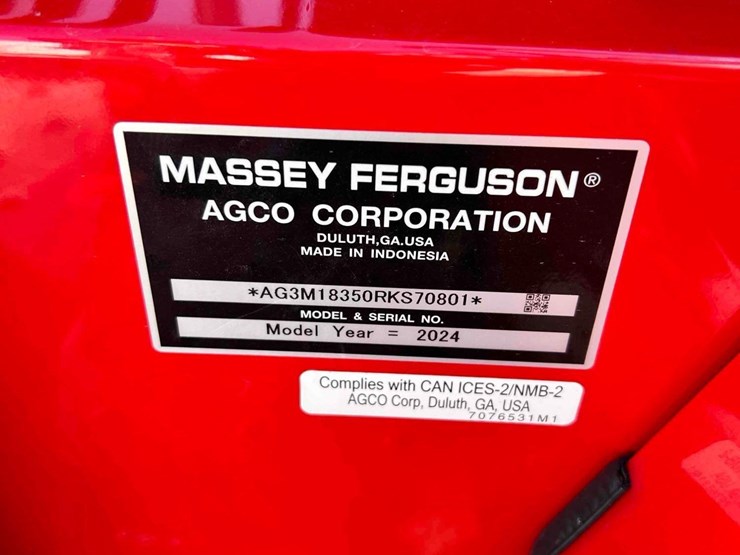 MASSEY FERGUSON®
AGCO CORPORATION
DULUTH,GA.USA
MADE IN INDONESIA
*AG3M18350RKS70801*
MODEL & SERIAL NO.
Model Year = 2024
Complies with CAN ICES-2/NMB-2
AGCO Corp, Duluth, GA, USA
7076531M1